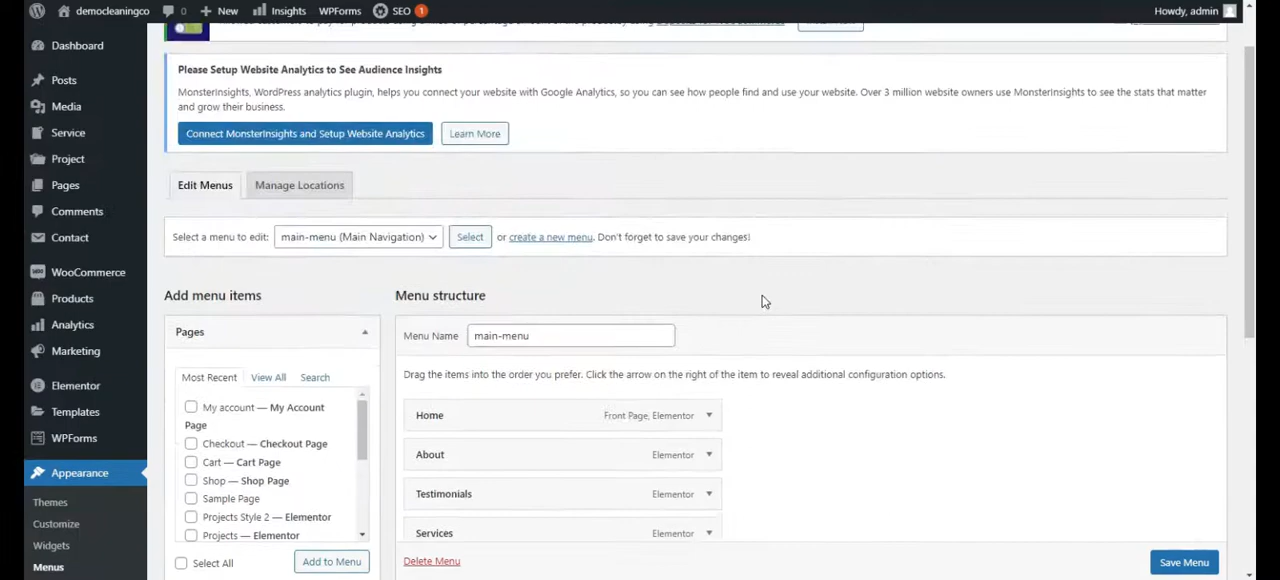 democleaningco 0 New Insights WPForms SEO 1 Howdy, admin
Please Setup Website Analytics to See Audience Insights
MonsterInsights, WordPress analytics plugin, helps you connect your website with Google Analytics, so you can see how people find and use your website. Over 3 million website owners use MonsterInsights to see the stats that matter
and grow their business.
Connect MonsterInsights and Setup Website Analytics Learn More
Edit Menus Manage Locations
Select a menu to edit: main-menu (Main Navigation) Select or create a new menu. Don't forget to save your changes!
Add menu items
Menu structure
Pages
Menu Name main-menu
Most Recent View All Search
Drag the items into the order you prefer. Click the arrow on the right of the item to reveal additional configuration options.
My account — My Account
Page
Checkout — Checkout Page
Cart — Cart Page
Shop — Shop Page
Sample Page
Projects Style 2 — Elementor
Projects — Elementor
Select All Add to Menu
Home Front Page, Elementor
About Elementor
Testimonials Elementor
Services Elementor
Delete Menu Save Menu
Dashboard
Posts
Media
Service
Project
Pages
Comments
Contact
WooCommerce
Products
Analytics
Marketing
Elementor
Templates
WPForms
Appearance
Themes
Customize
Widgets
Menus